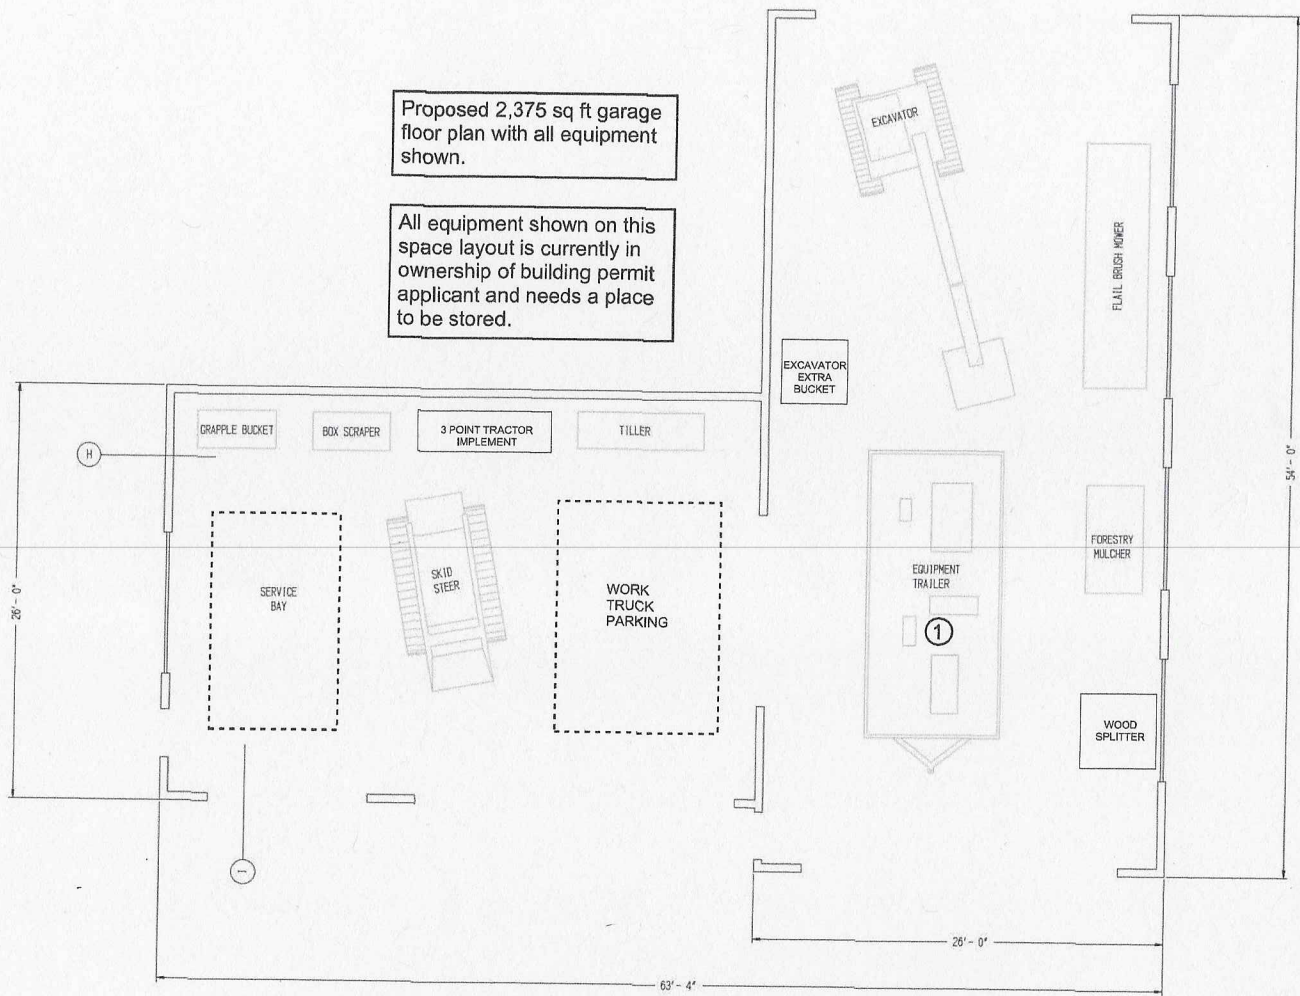 Proposed 2,375 sq ft garage
floor plan with all equipment
shown.
All equipment shown on this
space layout is currently in
ownership of building permit
applicant and needs a place
to be stored.
EXCAVATOR
FLAIL BRUSH MOWER
EXCAVATOR
EXTRA
BUCKET
GRAPPLE BUCKET
BOX SCRAPER
3 POINT TRACTOR
IMPLEMENT
TILLER
H
54'- 0"
SERVICE
BAY
SKID
STEER
WORK
TRUCK
PARKING
EQUIPMENT
TRAILER
1
FORESTRY
MULCHER
26'- 0"
WOOD
SPLITTER
I
26'- 0"
63'- 4"